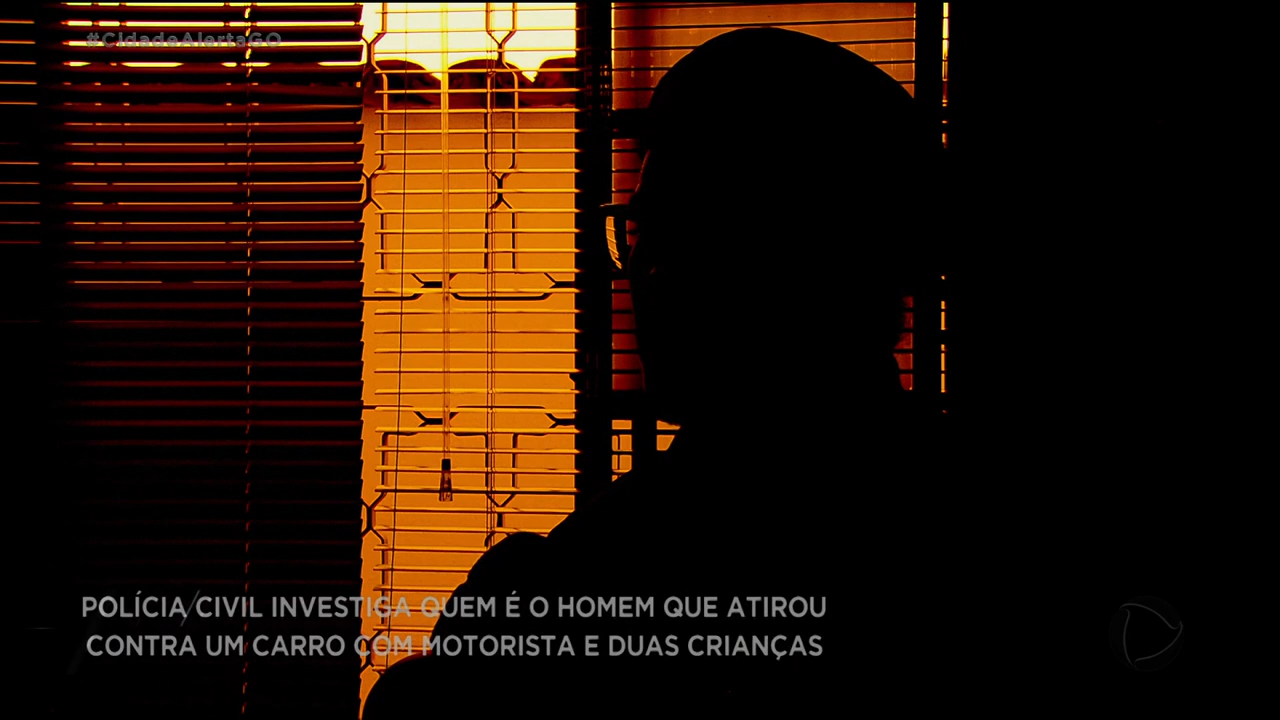 #CidadeAlertaGO
POLÍCIA CIVIL INVESTIGA QUEM É O HOMEM QUE ATIROU
CONTRA UM CARRO COM MOTORISTA E DUAS CRIANÇAS